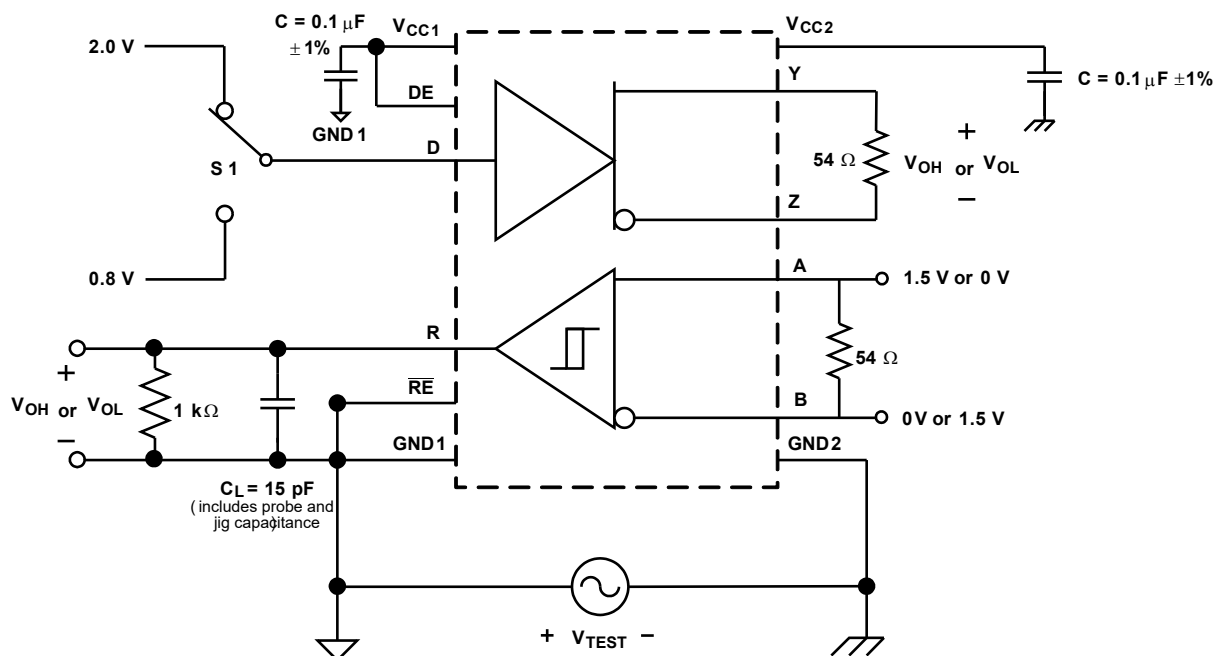 C = 0.1 μF
±1%
VCC1
VCC2
2.0 V
Y
C = 0.1 μF ±1%
DE
GND 1
D
S 1
54 Ω
+
VOH or VOL
−
Z
0.8 V
A
1.5 V or 0 V
R
54 Ω
+
VOH or VOL
−
1 kΩ
RE
B
0V or 1.5 V
GND1
GND2
CL = 15 pF
( includes probe and
jig capacitance
+ VTEST −